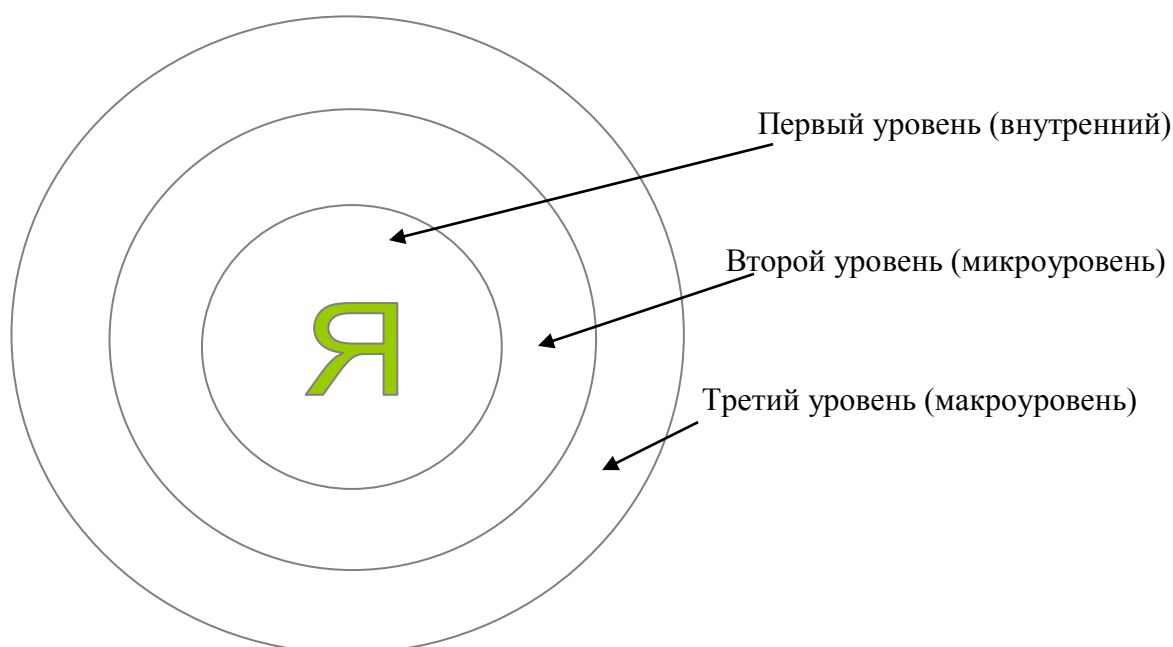 Первый уровень (внутренний)
Второй уровень (микроуровень)
Я
Третий уровень (макроуровень)